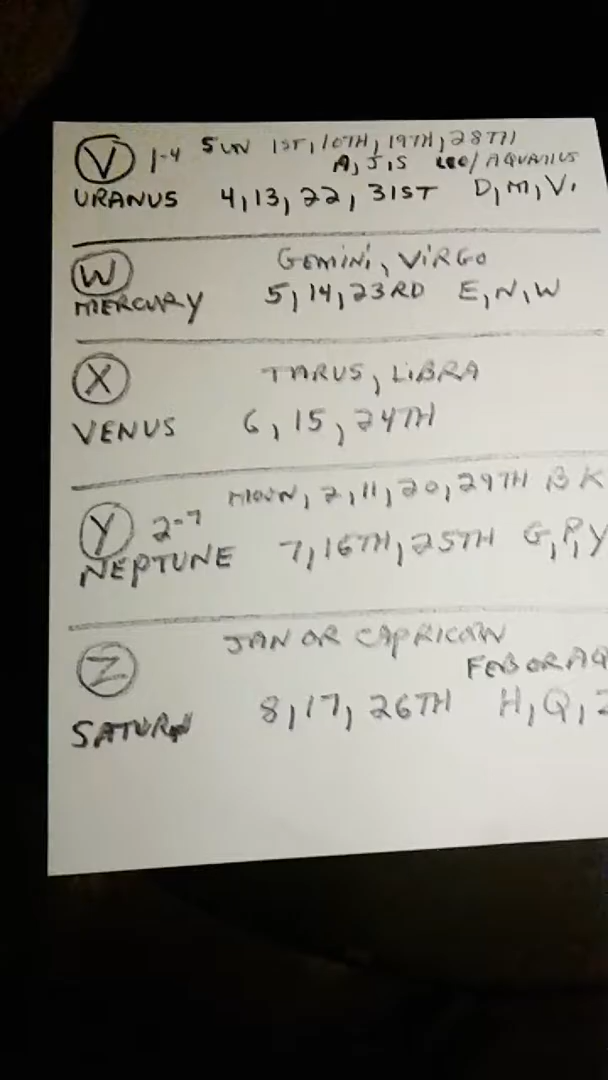 V 1-4 SUN 1ST, 10TH, 19TH, 28TH
A, J, S LEO/AQUARIUS
URANUS 4, 13, 22, 31ST D, M, V.
W GEMINI, VIRGO
MERCURY 5, 14, 23RD E, N, W
X TARUS, LIBRA
VENUS 6, 15, 24TH
Y 2-7 MOON, 2, 11, 20, 29TH B K
NEPTUNE 7, 16TH, 25TH G, P, Y
Z JAN OR CAPRICORN
FEB OR AQ
SATURN 8, 17, 26TH H, Q, Z